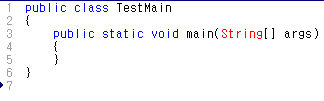 1 public class TestMain
2 {
3     public static void main(String[] args)
4     {
5     }
6 }
7